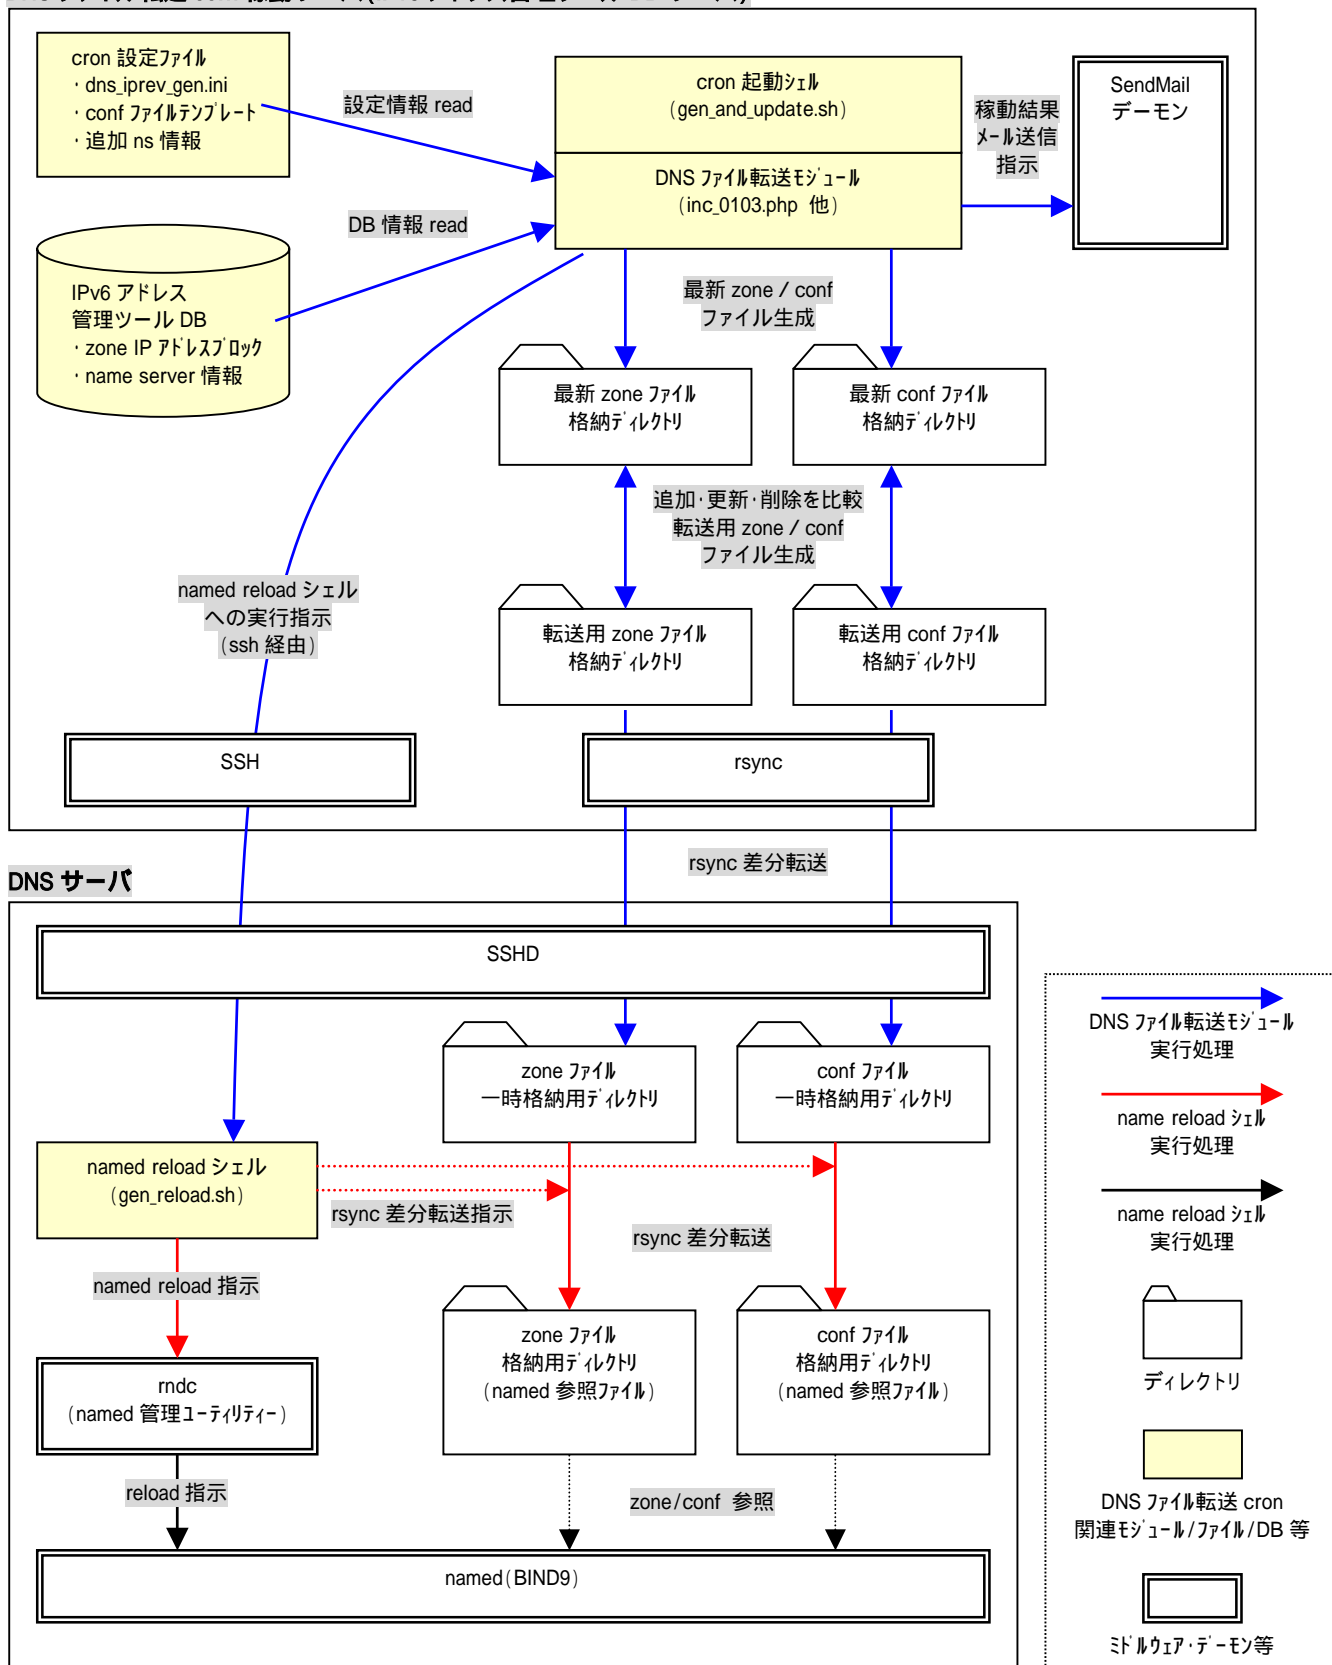 cron 設定ファイル
・dns_iprev_gen.ini
・conf ファイルテンプレート
・追加 ns 情報
設定情報 read
cron 起動シェル
(gen_and_update.sh)
DNS ファイル転送モジュール
(inc_0103.php 他)
稼動結果
メール送信
指示
SendMail
デーモン
DB 情報 read
IPv6 アドレス
管理ツール DB
・zone IP アドレスブロック
・name server 情報
最新 zone / conf
ファイル生成
最新 zone ファイル
格納ディレクトリ
最新 conf ファイル
格納ディレクトリ
追加・更新・削除を比較
転送用 zone / conf
ファイル生成
named reload シェル
への実行指示
(ssh 経由)
転送用 zone ファイル
格納ディレクトリ
転送用 conf ファイル
格納ディレクトリ
SSH
rsync
rsync 差分転送
DNS サーバ
SSHD
zone ファイル
一時格納用ディレクトリ
conf ファイル
一時格納用ディレクトリ
named reload シェル
(gen_reload.sh)
rsync 差分転送指示
rsync 差分転送
named reload 指示
zone ファイル
格納用ディレクトリ
(named 参照ファイル)
conf ファイル
格納用ディレクトリ
(named 参照ファイル)
rndc
(named 管理ユーティリティー)
reload 指示
zone/conf 参照
named(BIND9)
DNS ファイル転送モジュール
実行処理
name reload シェル
実行処理
name reload シェル
実行処理
ディレクトリ
DNS ファイル転送 cron
関連モジュール/ファイル/DB 等
ミドルウェア・デーモン等